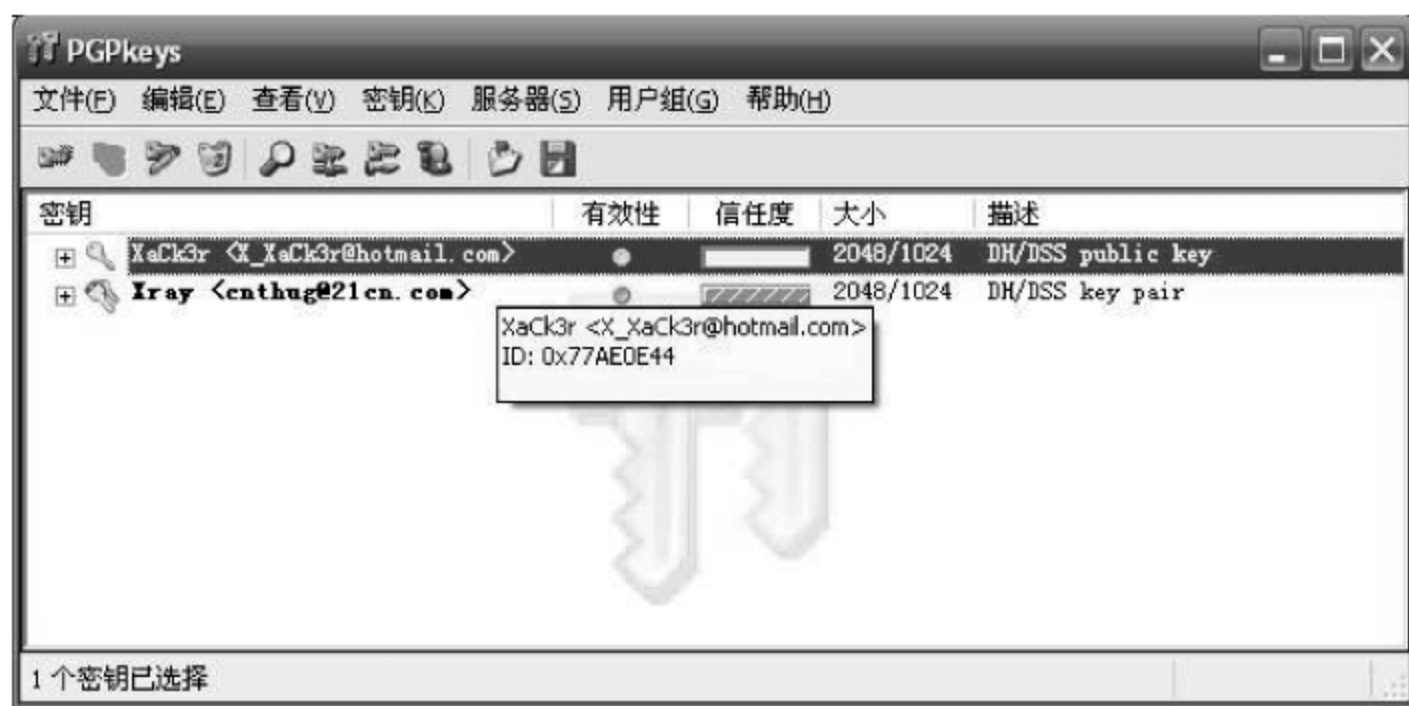 PGPkeys
文件(F) 编辑(E) 查看(V) 密钥(K) 服务器(S) 用户组(G) 帮助(H)
密钥 有效性 信任度 大小 描述
XaCk3r <X_XaCk3r@hotmail.com> 2048/1024 DH/DSS public key
Xray <cnthug@21cn.com> 2048/1024 DH/DSS key pair
XaCk3r <X_XaCk3r@hotmail.com>
ID: 0x77AE0E44
1 个密钥已选择